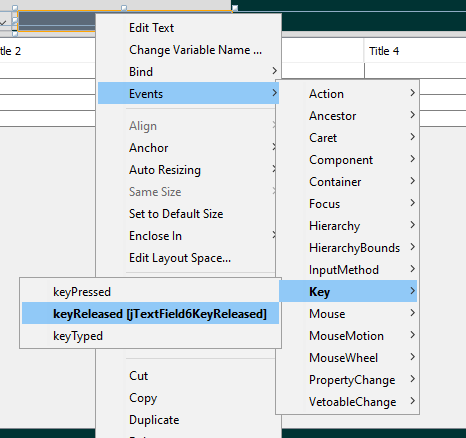 Edit Text
Change Variable Name ...
tle 2
Title 4
Bind
Events
Action
Ancestor
Align
Caret
Anchor
Component
Auto Resizing
Container
Same Size
Focus
Set to Default Size
Hierarchy
Enclose In
HierarchyBounds
Edit Layout Space...
InputMethod
keyPressed
Key
keyReleased [jTextField6KeyReleased]
Mouse
keyTyped
MouseMotion
MouseWheel
Cut
PropertyChange
Copy
VetoableChange
Duplicate